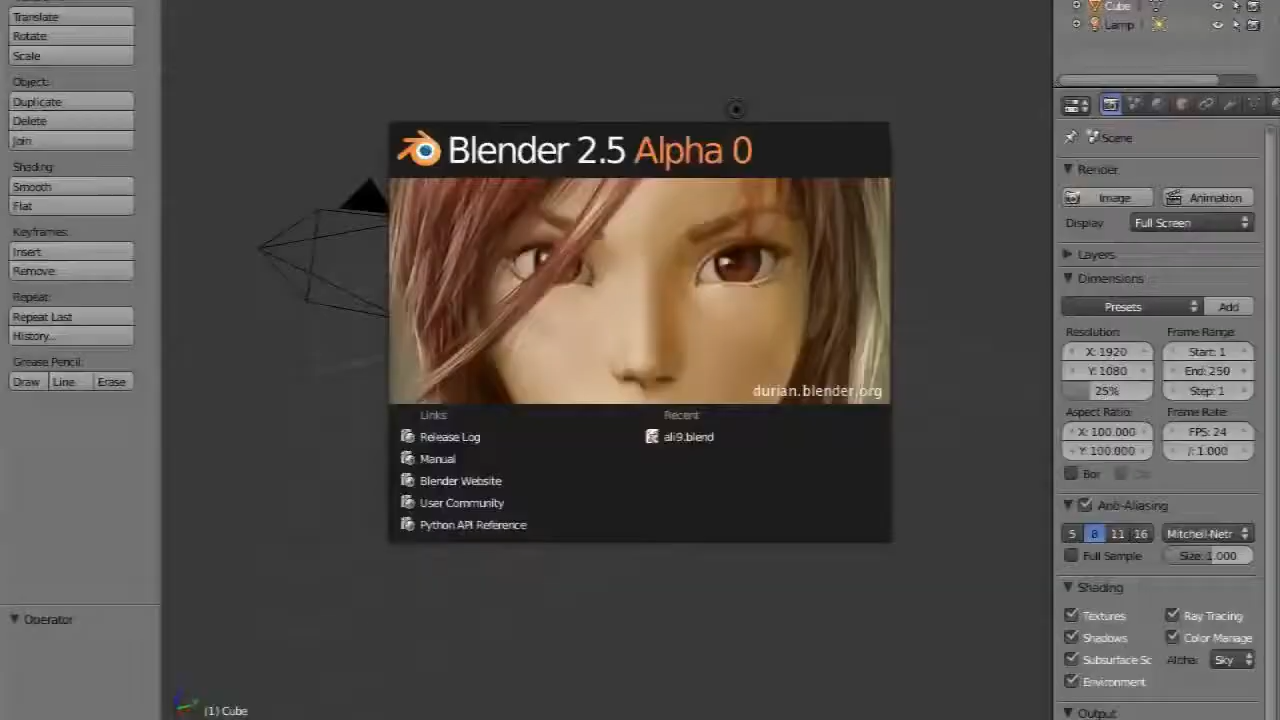 Translate
Rotate
Scale
Object:
Duplicate
Delete
Join
Shading:
Smooth
Flat
Keyframes:
Insert
Remove
Repeat:
Repeat Last
History...
Grease Pencil:
Draw Line Erase
Operator
(1) Cube
Blender 2.5 Alpha 0
durian.blender.org
Links
Release Log
Manual
Blender Website
User Community
Python API Reference
Recent
ali9.blend
Cube
Lamp
Scene
Render
Image Animation
Display Full Screen
Layers
Dimensions
Presets Add
Resolution: Frame Range:
X: 1920 Start: 1
Y: 1080 End: 250
25% Step: 1
Aspect Ratio: Frame Rate:
X: 100.000 FPS: 24
Y: 100.000 /: 1.000
Bor
Anti-Aliasing
5 8 11 16 Mitchell-Netr
Full Sample Size: 1.000
Shading
Textures Ray Tracing
Shadows Color Manage
Subsurface Sc Alpha: Sky
Environment
Output